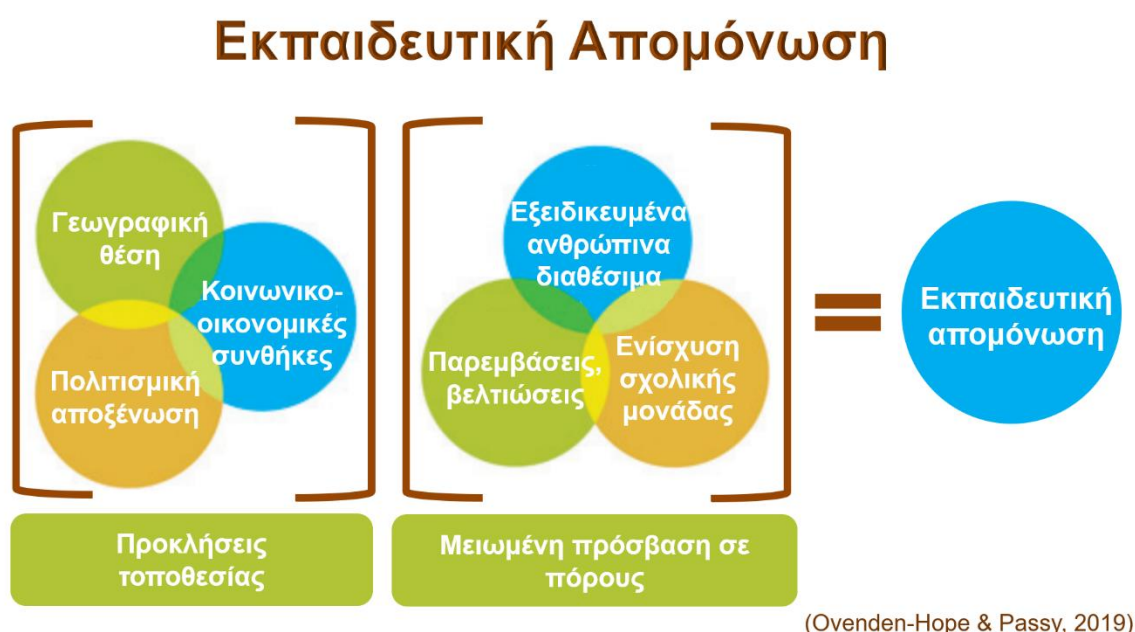 Εκπαιδευτική Απομόνωση
Γεωγραφική
θέση
Κοινωνικο-
οικονομικές
συνθήκες
Πολιτισμική
αποξένωση
Εξειδικευμένα
ανθρώπινα
διαθέσιμα
Παρεμβάσεις,
βελτιώσεις
Ενίσχυση
σχολικής
μονάδας
=
Εκπαιδευτική
απομόνωση
Προκλήσεις
τοποθεσίας
Μειωμένη πρόσβαση σε
πόρους
(Ovenden-Hope & Passy, 2019)